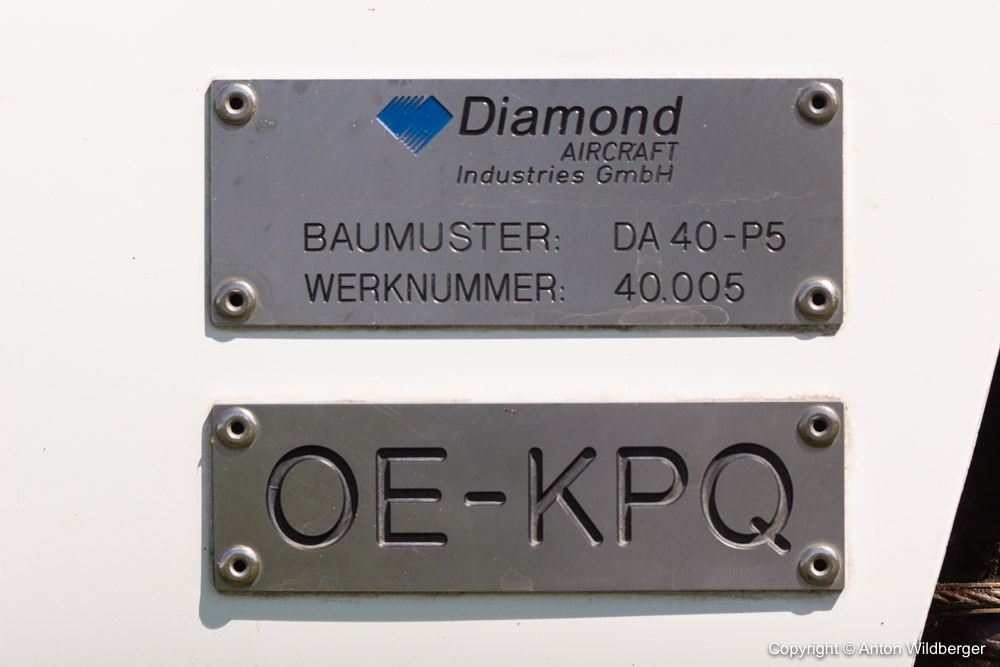 Diamond
AIRCRAFT
Industries GmbH
BAUMUSTER: DA 40-P5
WERKNUMMER: 40.005
OE-KPQ
Copyright © Anton Wildberger